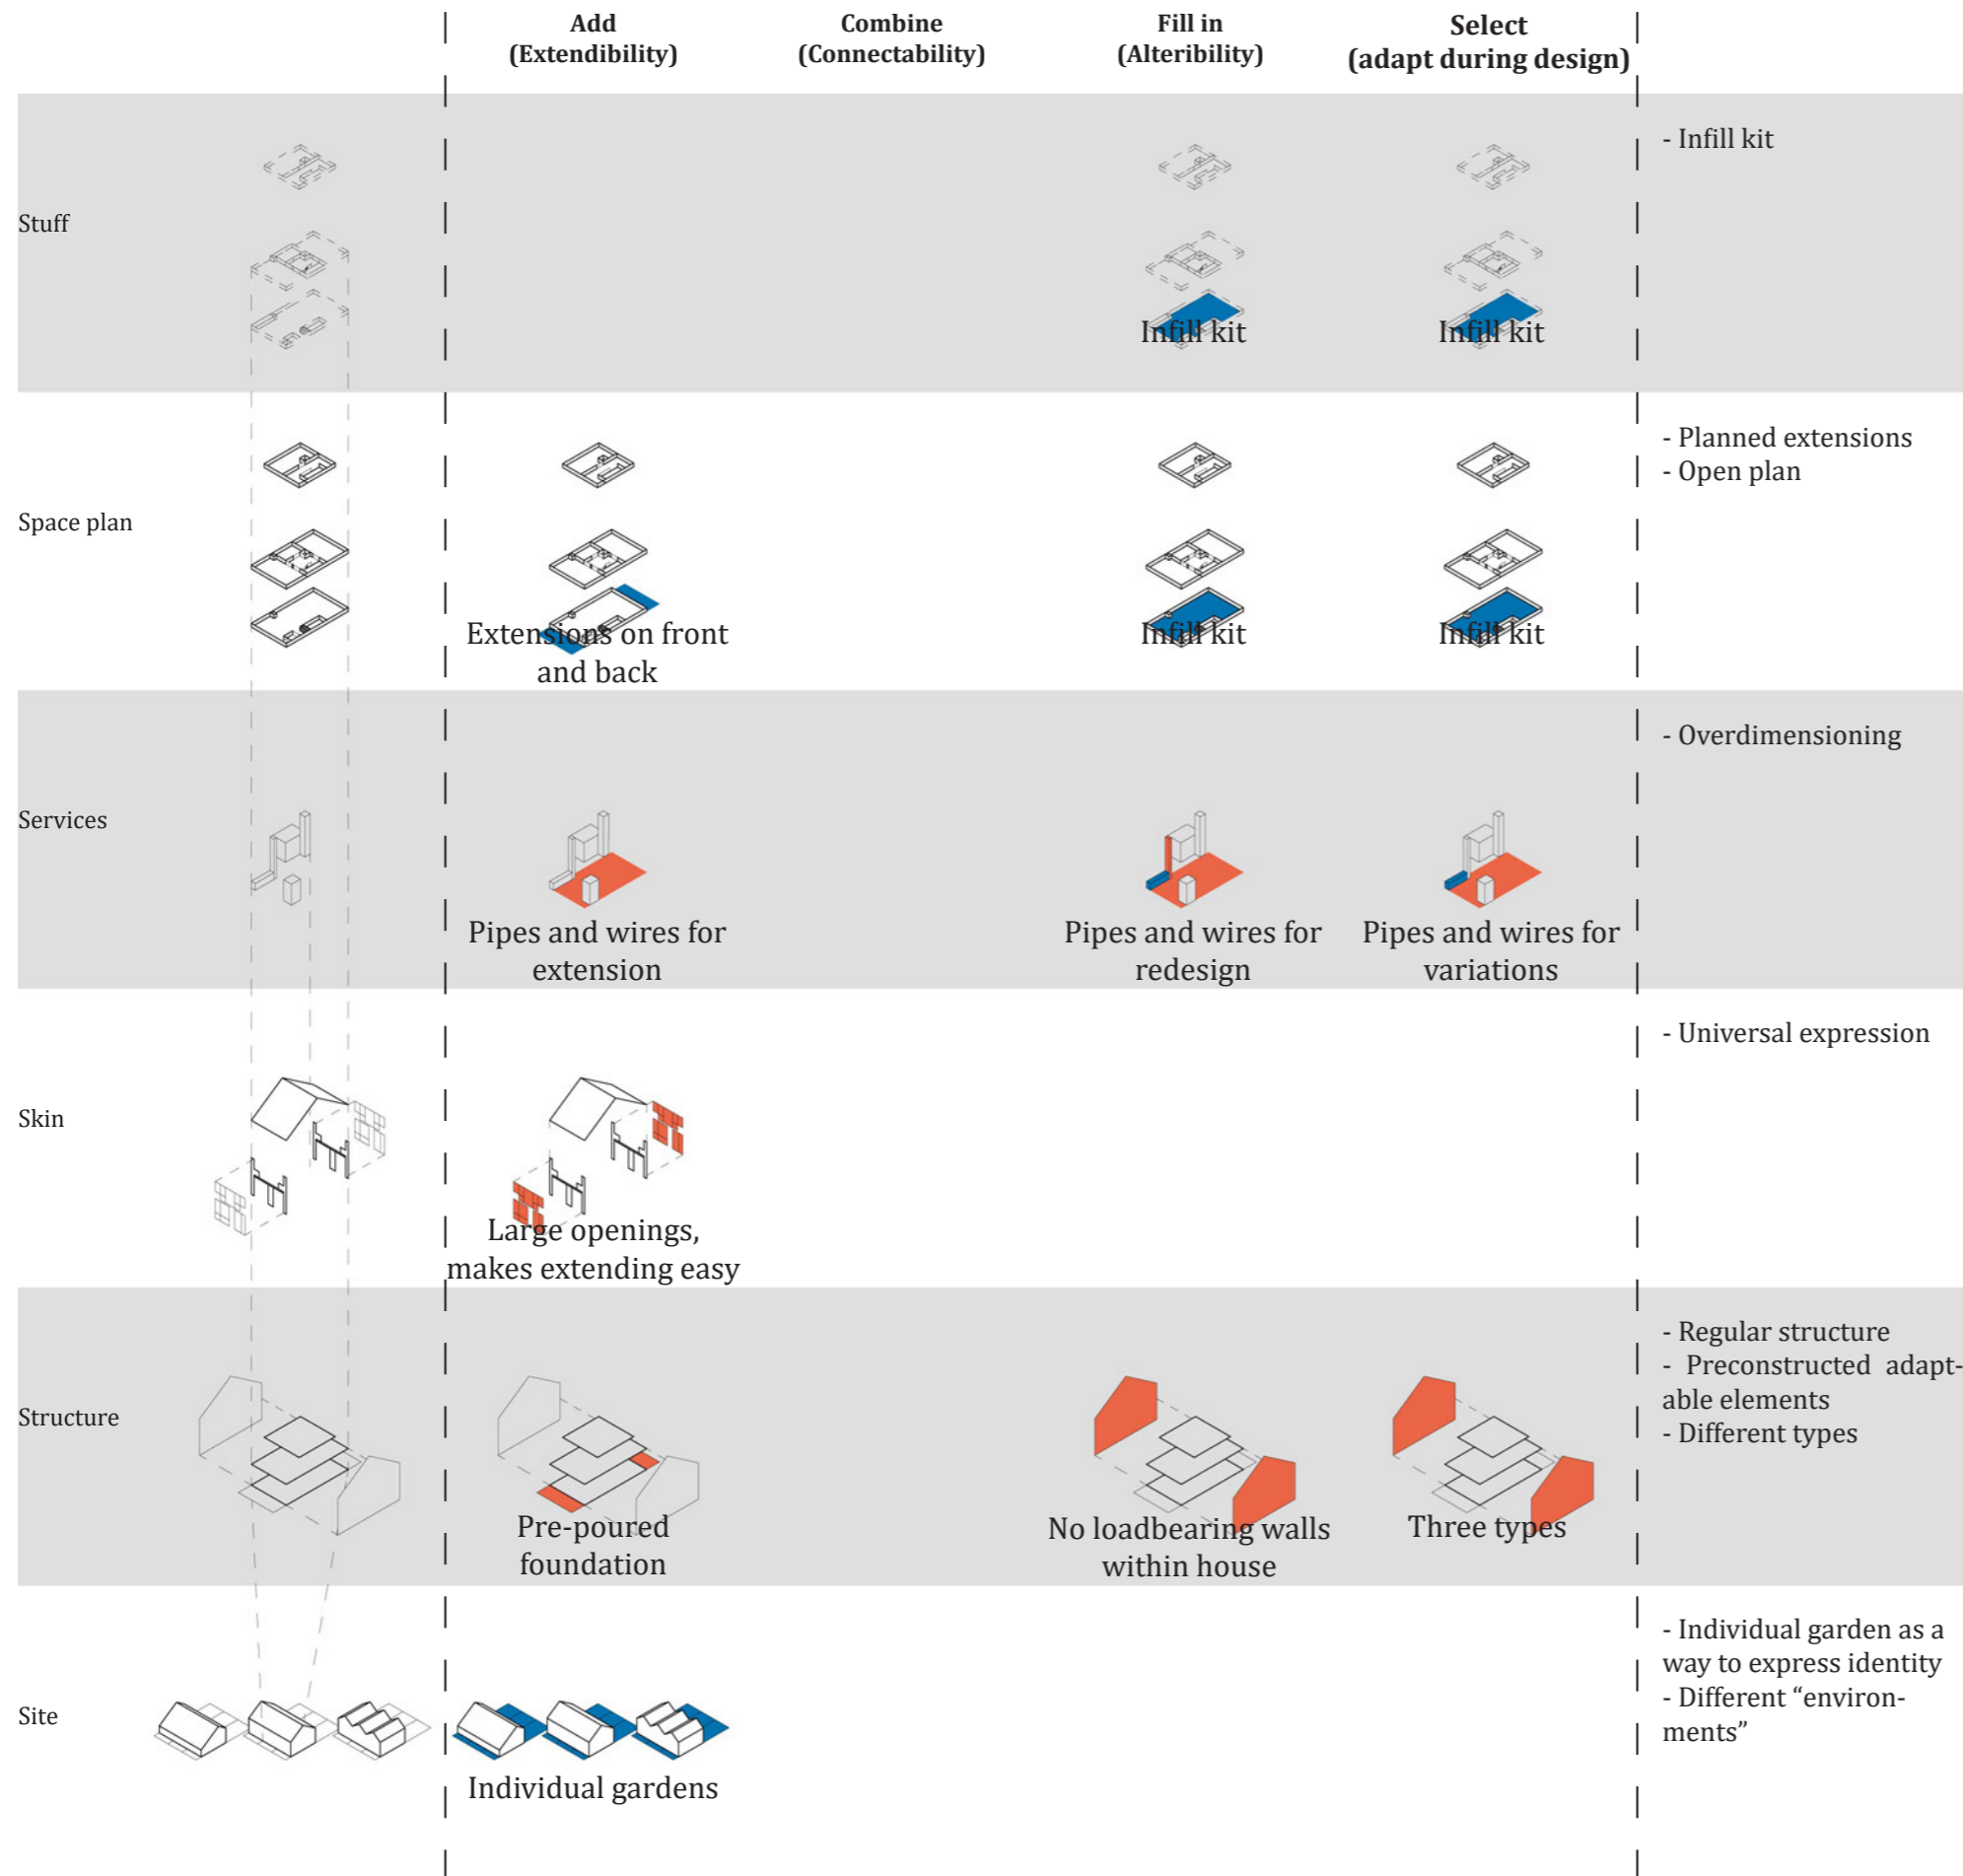 Add
(Extendibility)
Combine
(Connectability)
Fill in
(Alteribility)
Select
(adapt during design)
Stuff
Infill kit
Infill kit
- Infill kit
Space plan
Extensions on front
and back
Infill kit
Infill kit
- Planned extensions
- Open plan
Services
Pipes and wires for
extension
Pipes and wires for
redesign
Pipes and wires for
variations
- Overdimensioning
Skin
Large openings,
makes extending easy
- Universal expression
Structure
Pre-poured
foundation
No loadbearing walls
within house
Three types
- Regular structure
- Preconstructed adapt-
able elements
- Different types
Site
Individual gardens
- Individual garden as a
way to express identity
- Different “environ-
ments”